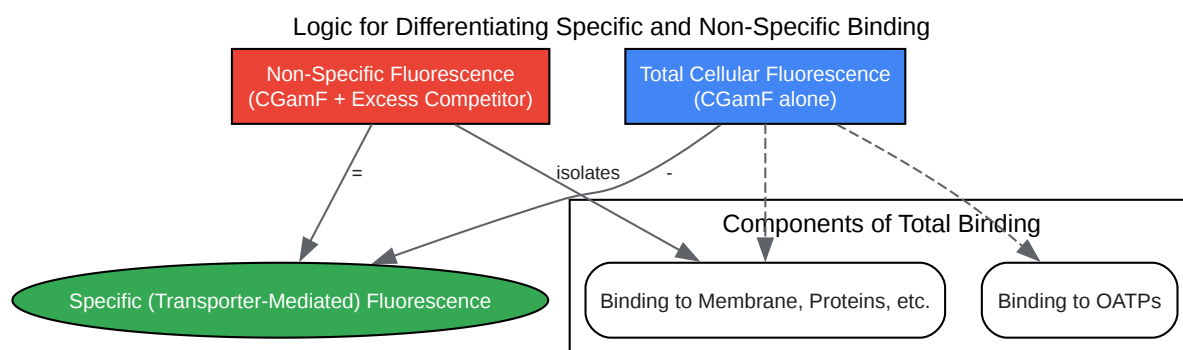 Logic for Differentiating Specific and Non-Specific Binding
Non-Specific Fluorescence
(CGamF + Excess Competitor)
Total Cellular Fluorescence
(CGamF alone)
=
isolates
-
Components of Total Binding
Specific (Transporter-Mediated) Fluorescence
Binding to Membrane, Proteins, etc.
Binding to OATPs